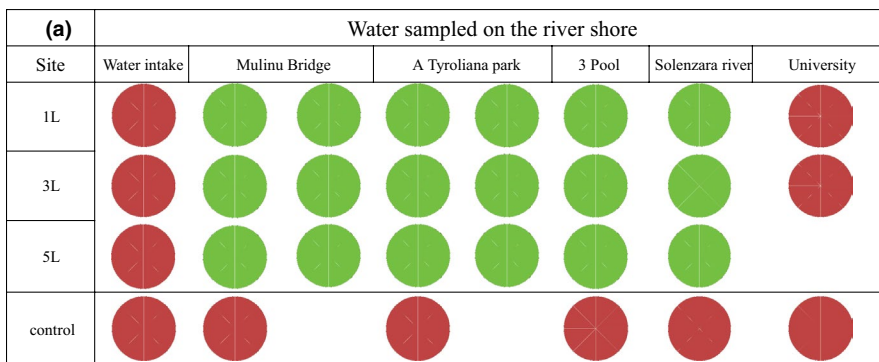 (a) Water sampled on the river shore
Site Water intake Mulinu Bridge A Tyroliana park 3 Pool Solenzara river University
1L
3L
5L
control